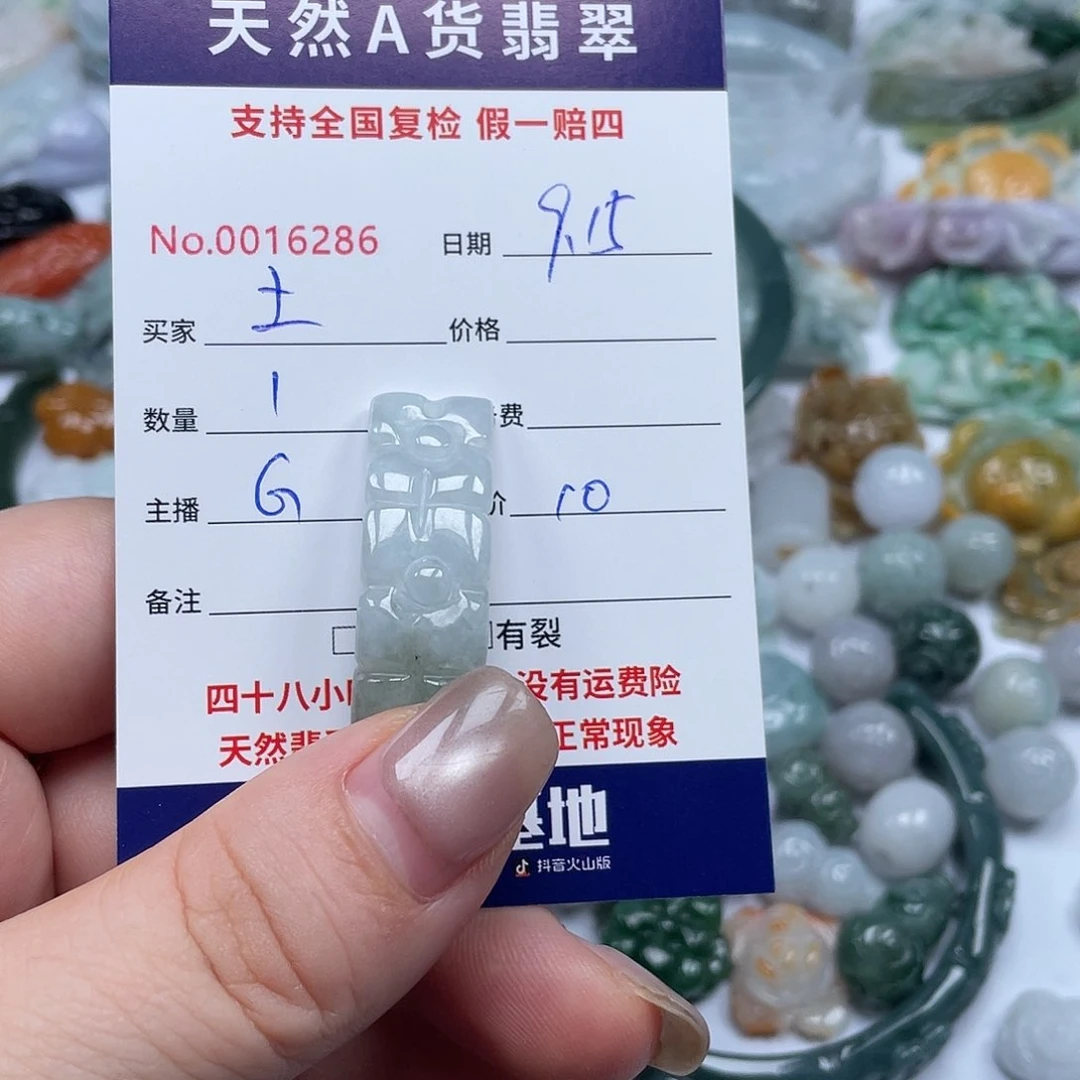 天然A货翡翠
支持全国复检 假一赔四
No.0016286 日期 9.15
买家 土 价格
数量 1 费
主播 G 价 10
备注
有裂
四十八小 没有运费险
天然 正常现象
基地
抖音火山版